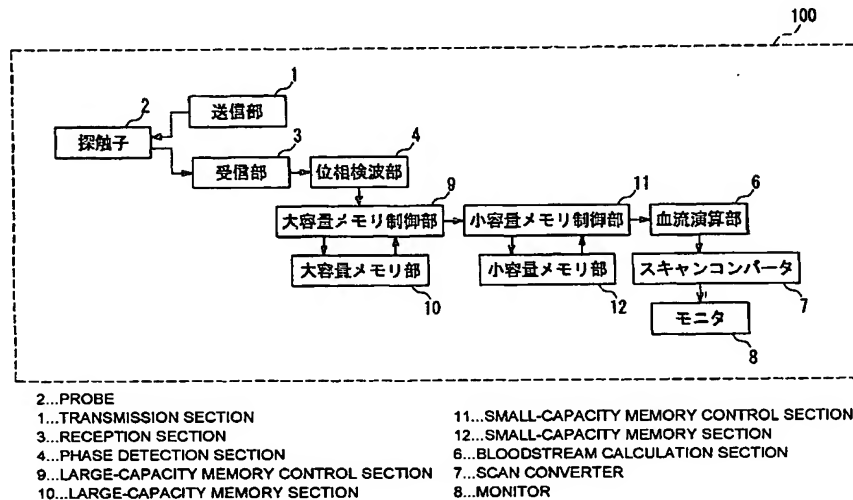 100
1
送信部
2
探触子
3
受信部
4
位相検波部
9
大容量メモリ制御部
11
小容量メモリ制御部
6
血流演算部
大容量メモリ部
10
小容量メモリ部
12
スキャンコンバータ
7
モニタ
8
2...PROBE
1...TRANSMISSION SECTION
3...RECEPTION SECTION
4...PHASE DETECTION SECTION
9...LARGE-CAPACITY MEMORY CONTROL SECTION
10...LARGE-CAPACITY MEMORY SECTION
11...SMALL-CAPACITY MEMORY CONTROL SECTION
12...SMALL-CAPACITY MEMORY SECTION
6...BLOODSTREAM CALCULATION SECTION
7...SCAN CONVERTER
8...MONITOR